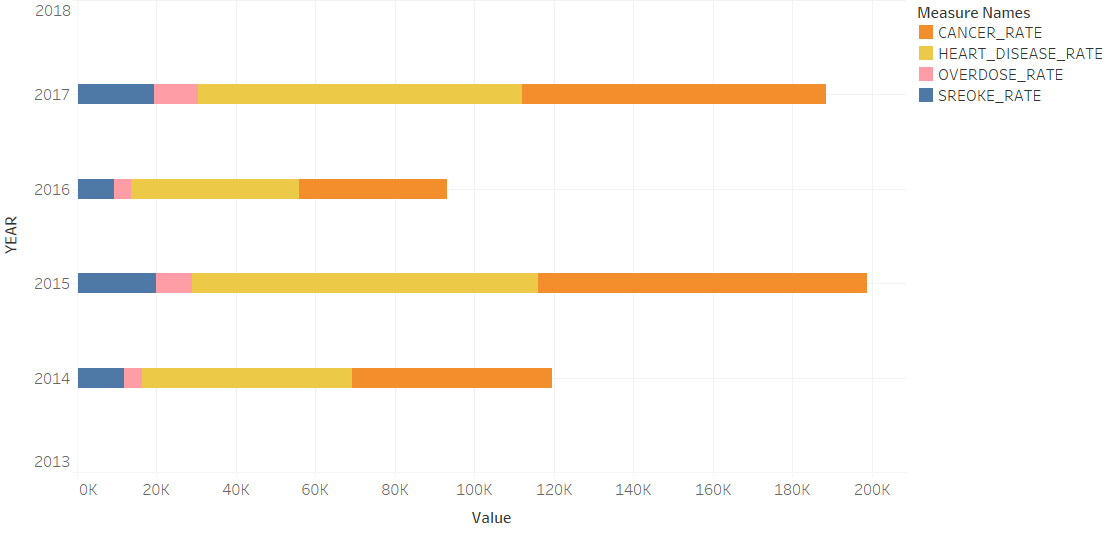 2018
2017
2016
2015
2014
2013
YEAR
0K 20K 40K 60K 80K 100K 120K 140K 160K 180K 200K
Value
Measure Names
CANCER_RATE
HEART_DISEASE_RATE
OVERDOSE_RATE
SREOKE_RATE